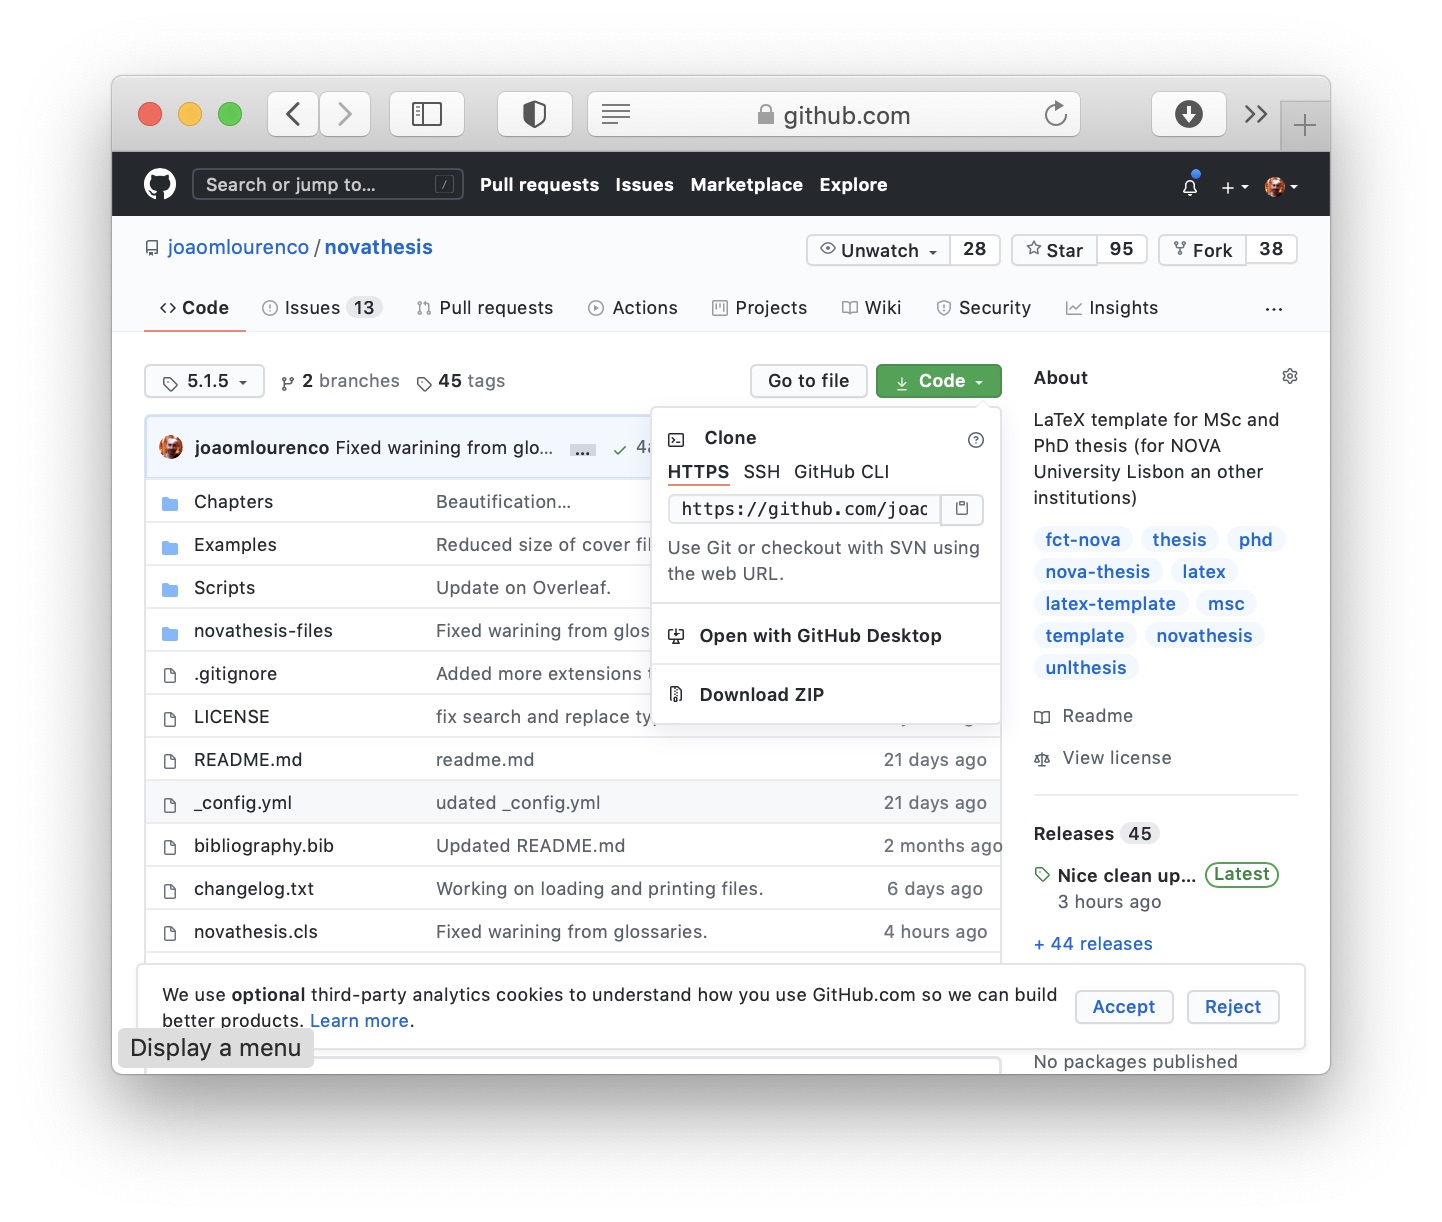 github.com
Search or jump to... / Pull requests Issues Marketplace Explore
joaomlourenco / novathesis Unwatch 28 Star 95 Fork 38
Code Issues 13 Pull requests Actions Projects Wiki Security Insights ...
5.1.5 2 branches 45 tags Go to file Code
joaomlourenco Fixed warining from glo... ...
Chapters Beautification...
Examples Reduced size of cover
Scripts Update on Overleaf.
novathesis-files Fixed warining from
.gitignore Added more extensions
LICENSE fix search and replace
README.md readme.md 21 days ago
_config.yml udated _config.yml 21 days ago
bibliography.bib Updated README.md 2 months ago
changelog.txt Working on loading and printing files. 6 days ago
novathesis.cls Fixed warining from glossaries. 4 hours ago
Clone
HTTPS SSH GitHub CLI
https://github.com/joao
Use Git or checkout with SVN using
the web URL.
Open with GitHub Desktop
Download ZIP
About
LaTeX template for MSc and
PhD thesis (for NOVA
University Lisbon an other
institutions)
fct-nova thesis phd
nova-thesis latex
latex-template msc
template novathesis
unlthesis
Readme
View license
Releases 45
Nice clean up... Latest
3 hours ago
+ 44 releases
We use optional third-party analytics cookies to understand how you use GitHub.com so we can build
better products. Learn more.
Accept Reject
Display a menu
No packages published